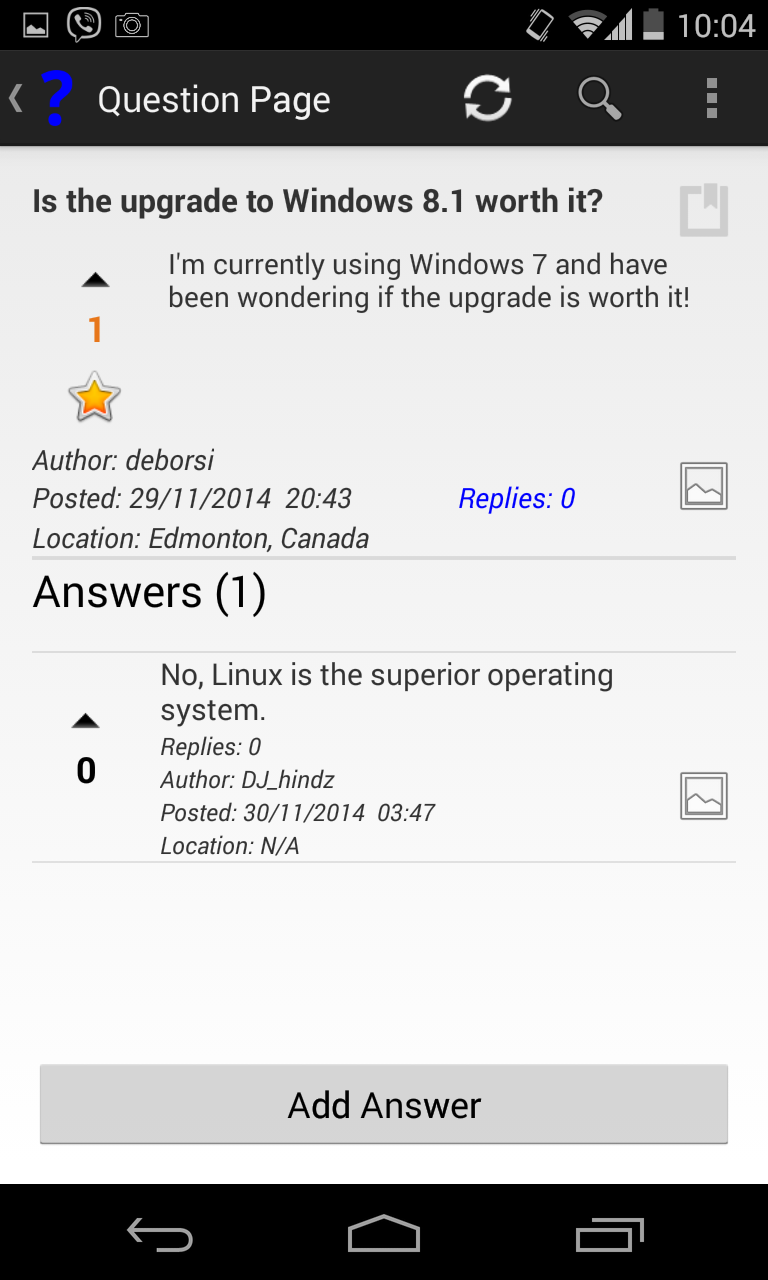 10:04
? Question Page
Is the upgrade to Windows 8.1 worth it?
I'm currently using Windows 7 and have
been wondering if the upgrade is worth it!
1
Author: deborsi
Posted: 29/11/2014 20:43
Replies: 0
Location: Edmonton, Canada
Answers (1)
No, Linux is the superior operating
system.
0
Replies: 0
Author: DJ_hindz
Posted: 30/11/2014 03:47
Location: N/A
Add Answer